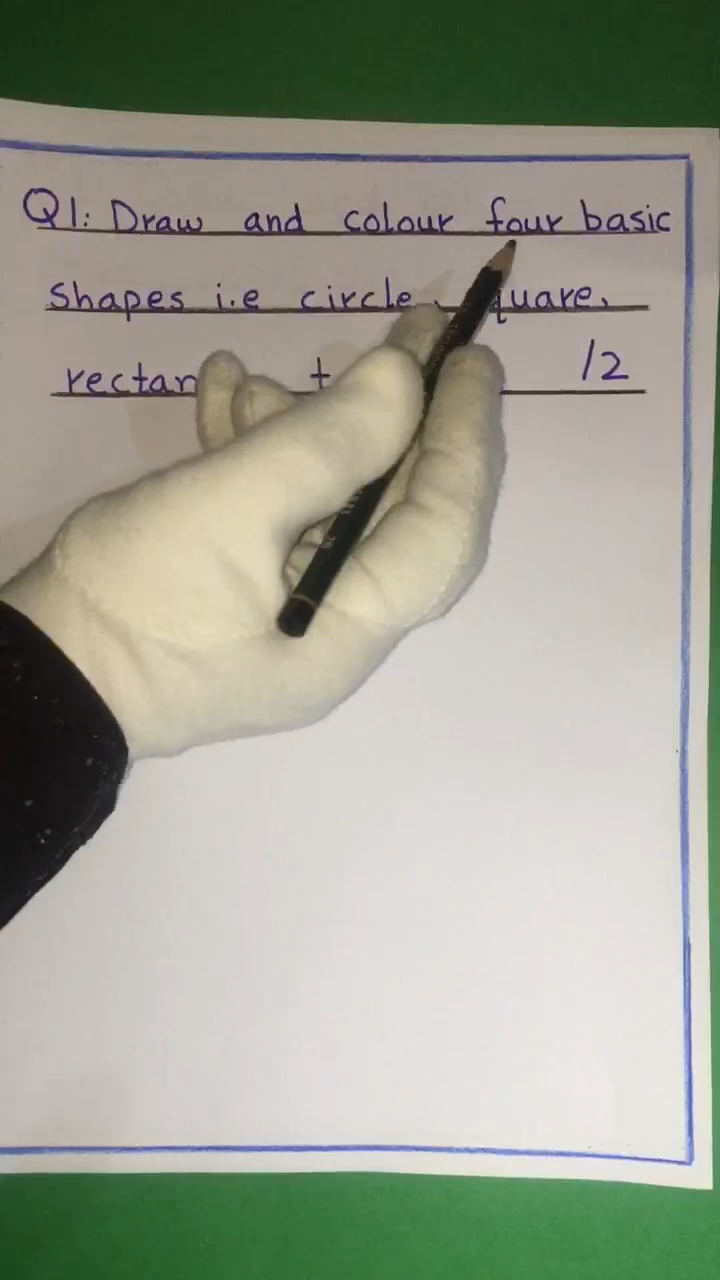 Q1: Draw and colour four basic
shapes i.e circle, quare,
rectan t /2